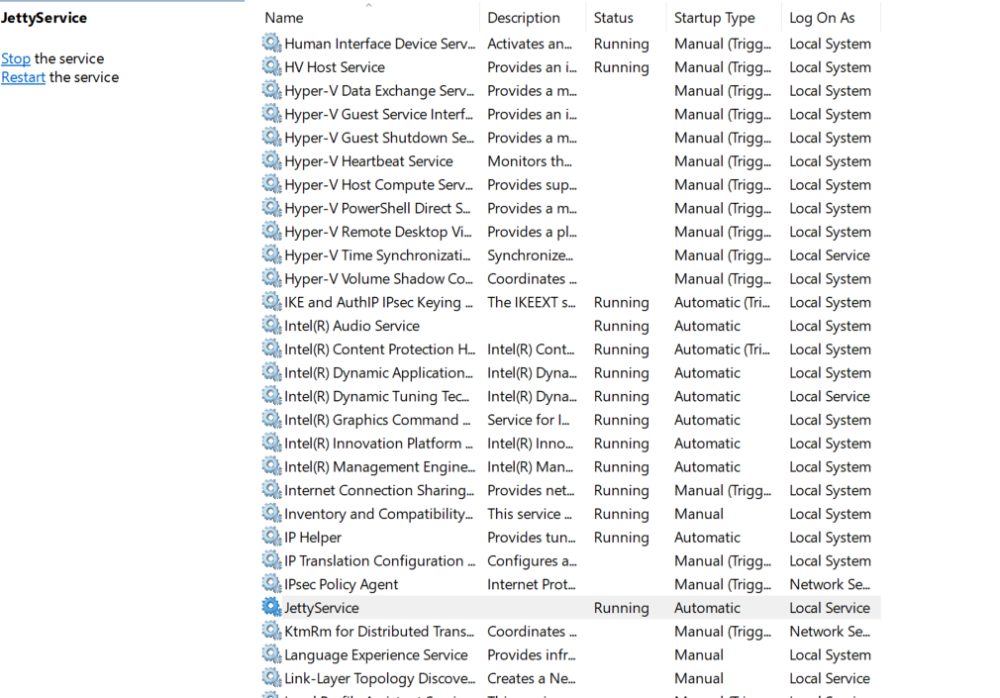 JettyService
Stop the service
Restart the service
Name Description Status Startup Type Log On As
Human Interface Device Serv... Activates an... Running Manual (Trigg... Local System
HV Host Service Provides an i... Running Manual (Trigg... Local System
Hyper-V Data Exchange Serv... Provides a m... Manual (Trigg... Local System
Hyper-V Guest Service Interf... Provides an i... Manual (Trigg... Local System
Hyper-V Guest Shutdown Se... Provides a m... Manual (Trigg... Local System
Hyper-V Heartbeat Service Monitors th... Manual (Trigg... Local System
Hyper-V Host Compute Serv... Provides sup... Manual (Trigg... Local System
Hyper-V PowerShell Direct S... Provides a m... Manual (Trigg... Local System
Hyper-V Remote Desktop Vi... Provides a pl... Manual (Trigg... Local System
Hyper-V Time Synchronizati... Synchronize... Manual (Trigg... Local Service
Hyper-V Volume Shadow Co... Coordinates ... Manual (Trigg... Local System
IKE and AuthIP IPsec Keying ... The IKEEXT s... Running Automatic (Tri... Local System
Intel(R) Audio Service Running Automatic Local System
Intel(R) Content Protection H... Intel(R) Cont... Running Automatic (Tri... Local System
Intel(R) Dynamic Application... Intel(R) Dyna... Running Automatic Local System
Intel(R) Dynamic Tuning Tec... Intel(R) Dyna... Running Automatic Local Service
Intel(R) Graphics Command ... Service for I... Running Automatic Local System
Intel(R) Innovation Platform ... Intel(R) Inno... Running Automatic Local System
Intel(R) Management Engine... Intel(R) Man... Running Automatic Local System
Internet Connection Sharing... Provides net... Running Manual (Trigg... Local System
Inventory and Compatibility... This service ... Running Manual Local System
IP Helper Provides tun... Running Automatic Local System
IP Translation Configuration ... Configures a... Manual (Trigg... Local System
IPsec Policy Agent Internet Prot... Manual (Trigg... Network Se...
JettyService Running Automatic Local Service
KtmRm for Distributed Trans... Coordinates ... Manual (Trigg... Network Se...
Language Experience Service Provides infr... Manual Local System
Link-Layer Topology Discove... Creates a Ne... Manual Local Service